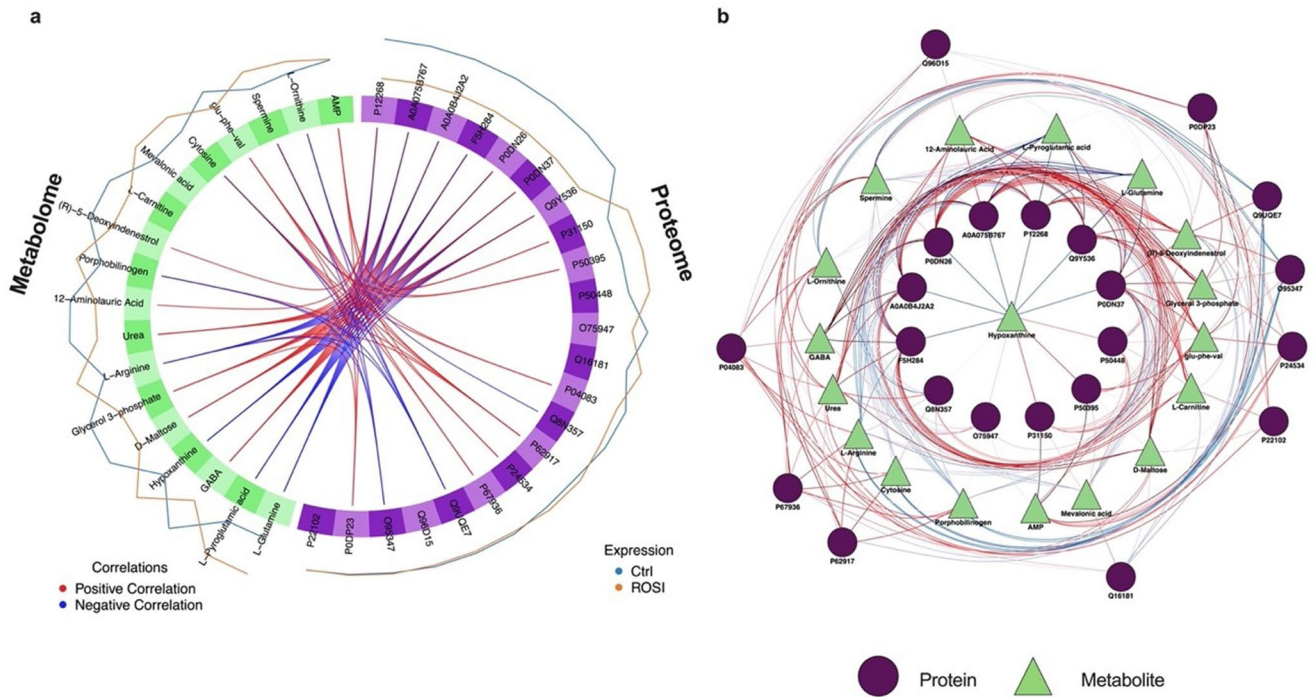 a
Metabolome
Proteome
AMP
L-Ornithine
Spermine
glu-phe-val
Cytosine
Mevalonic acid
L-Carnitine
(R)-5-Deoxyindenestrol
Porphobilinogen
12-Aminolauric Acid
Urea
L-Arginine
Glycerol 3-phosphate
D-Maltose
Hypoxanthine
GABA
L-Pyroglutamic acid
L-Glutamine
P12268
A0A075B767
A0A0B4J2A2
F5H284
P0DN26
P0DN37
Q9Y536
P31150
P50395
P50448
O75947
Q16181
P04083
Q8N357
P62917
P24534
P67936
Q9UQE7
Q96D15
O95347
P0DP23
P22102
Correlations
Positive Correlation
Negative Correlation
Expression
Ctrl
ROSI
b
Q96D15
P0DP23
12-Aminolauric Acid
L-Pyroglutamic acid
L-Glutamine
Spermine
Q9UQE7
A0A075B767
P12268
P0DN26
Q9Y536
(R)-5-Deoxyindenestrol
L-Ornithine
O95347
A0A0B4J2A2
P0DN37
Glycerol 3-phosphate
Hypoxanthine
GABA
F5H284
P50448
glu-phe-val
P04083
P24534
Urea
Q8N357
P50395
L-Carnitine
O75947
P31150
P22102
L-Arginine
D-Maltose
Cytosine
P67936
Porphobilinogen
AMP
Mevalonic acid
P62917
Q16181
Protein
Metabolite